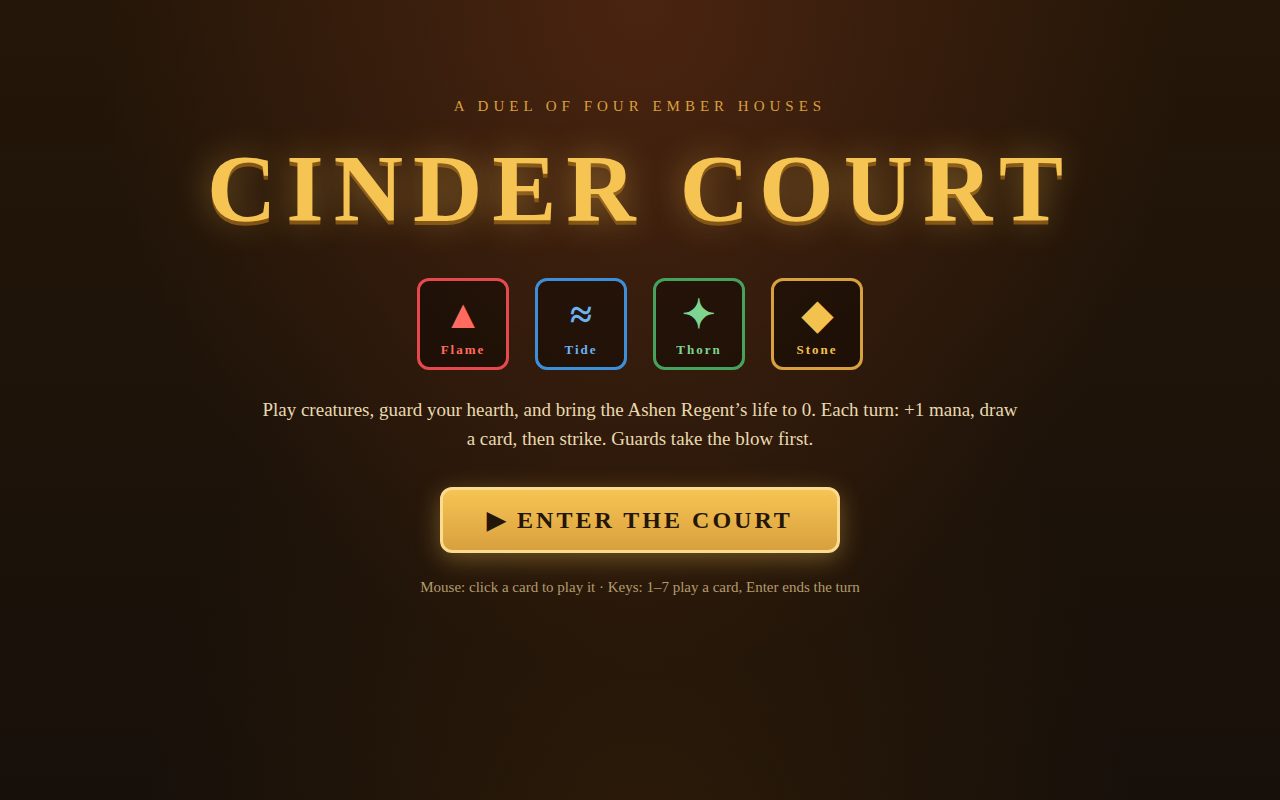 A DUEL OF FOUR EMBER HOUSES
CINDER COURT
Flame
Tide
Thorn
Stone
Play creatures, guard your hearth, and bring the Ashen Regent’s life to 0. Each turn: +1 mana, draw
a card, then strike. Guards take the blow first.
▶ ENTER THE COURT
Mouse: click a card to play it · Keys: 1–7 play a card, Enter ends the turn